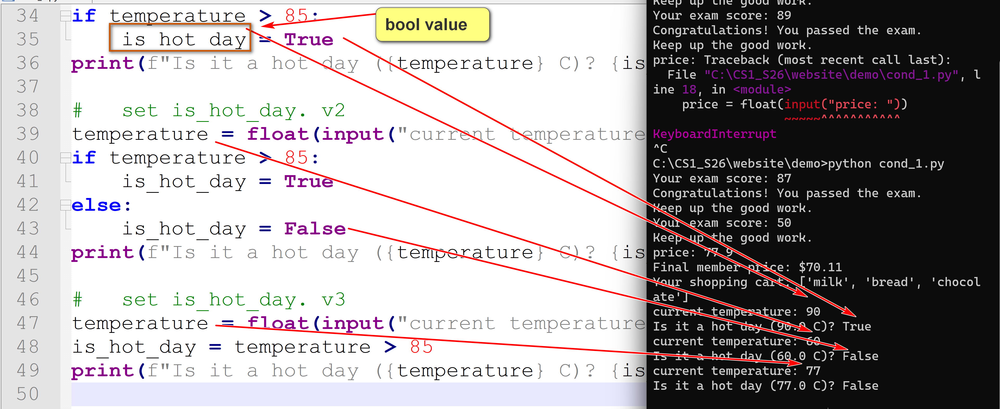 34 if temperature > 85:
bool value
35 is_hot_day = True
36 print(f"Is it a hot day ({temperature} C)? {is
37
38 #   set is_hot_day. v2
39 temperature = float(input("current temperature
40 if temperature > 85:
41 is_hot_day = True
42 else:
43 is_hot_day = False
44 print(f"Is it a hot day ({temperature} C)? {is
45
46 #   set is_hot_day. v3
47 temperature = float(input("current temperature
48 is_hot_day = temperature > 85
49 print(f"Is it a hot day ({temperature} C)? {is
50
Keep up the good work.
Your exam score: 89
Congratulations! You passed the exam.
Keep up the good work.
price: Traceback (most recent call last):
  File "C:\CS1_S26\website\demo\cond_1.py", l
ine 18, in <module>
    price = float(input("price: "))
                  ~~~~~^^^^^^^^^^^
KeyboardInterrupt
^C
C:\CS1_S26\website\demo>python cond_1.py
Your exam score: 87
Congratulations! You passed the exam.
Keep up the good work.
Your exam score: 50
Keep up the good work.
price: 77.9
Final member price: $70.11
Your shopping cart: ['milk', 'bread', 'chocol
ate']
current temperature: 90
Is it a hot day (90.0 C)? True
current temperature: 60
Is it a hot day (60.0 C)? False
current temperature: 77
Is it a hot day (77.0 C)? False